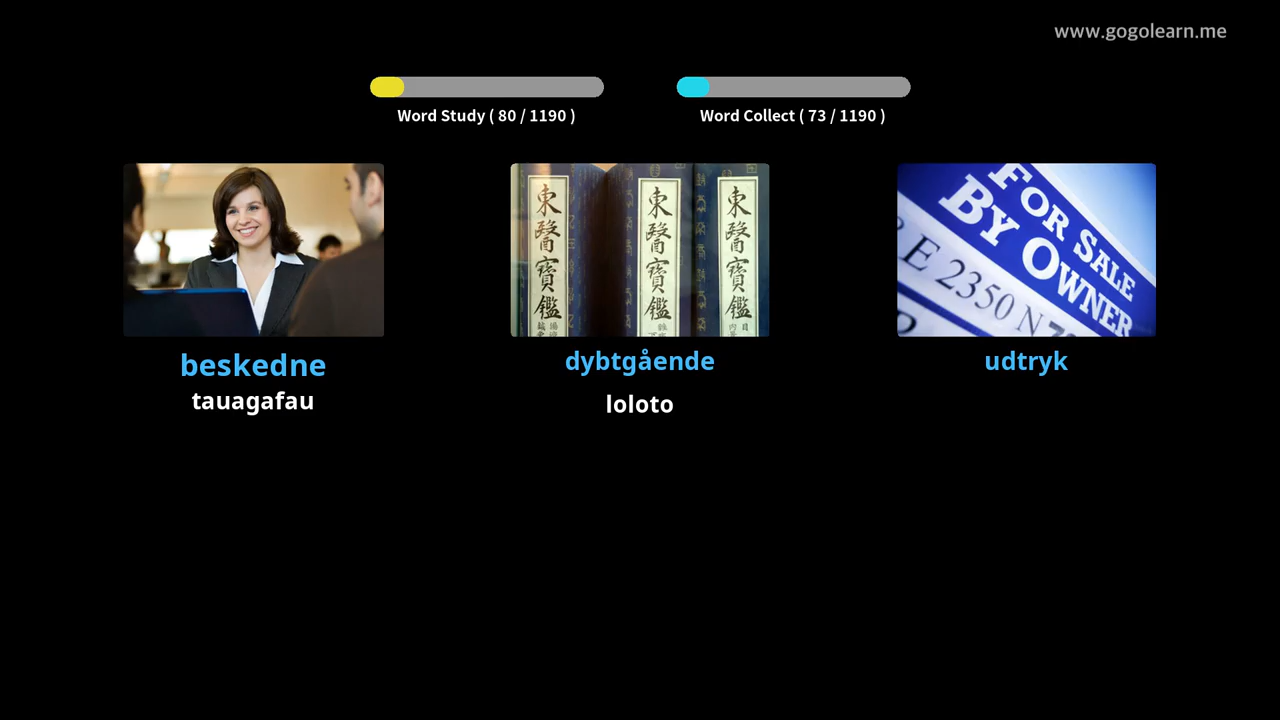 www.gogolearn.me
Word Study ( 80 / 1190 )
Word Collect ( 73 / 1190 )
東醫寶鑑
東醫寶鑑
東醫寶鑑
FOR SALE
BY OWNER
E 2350 N
beskedne
dybtgående
udtryk
tauagafau
loloto